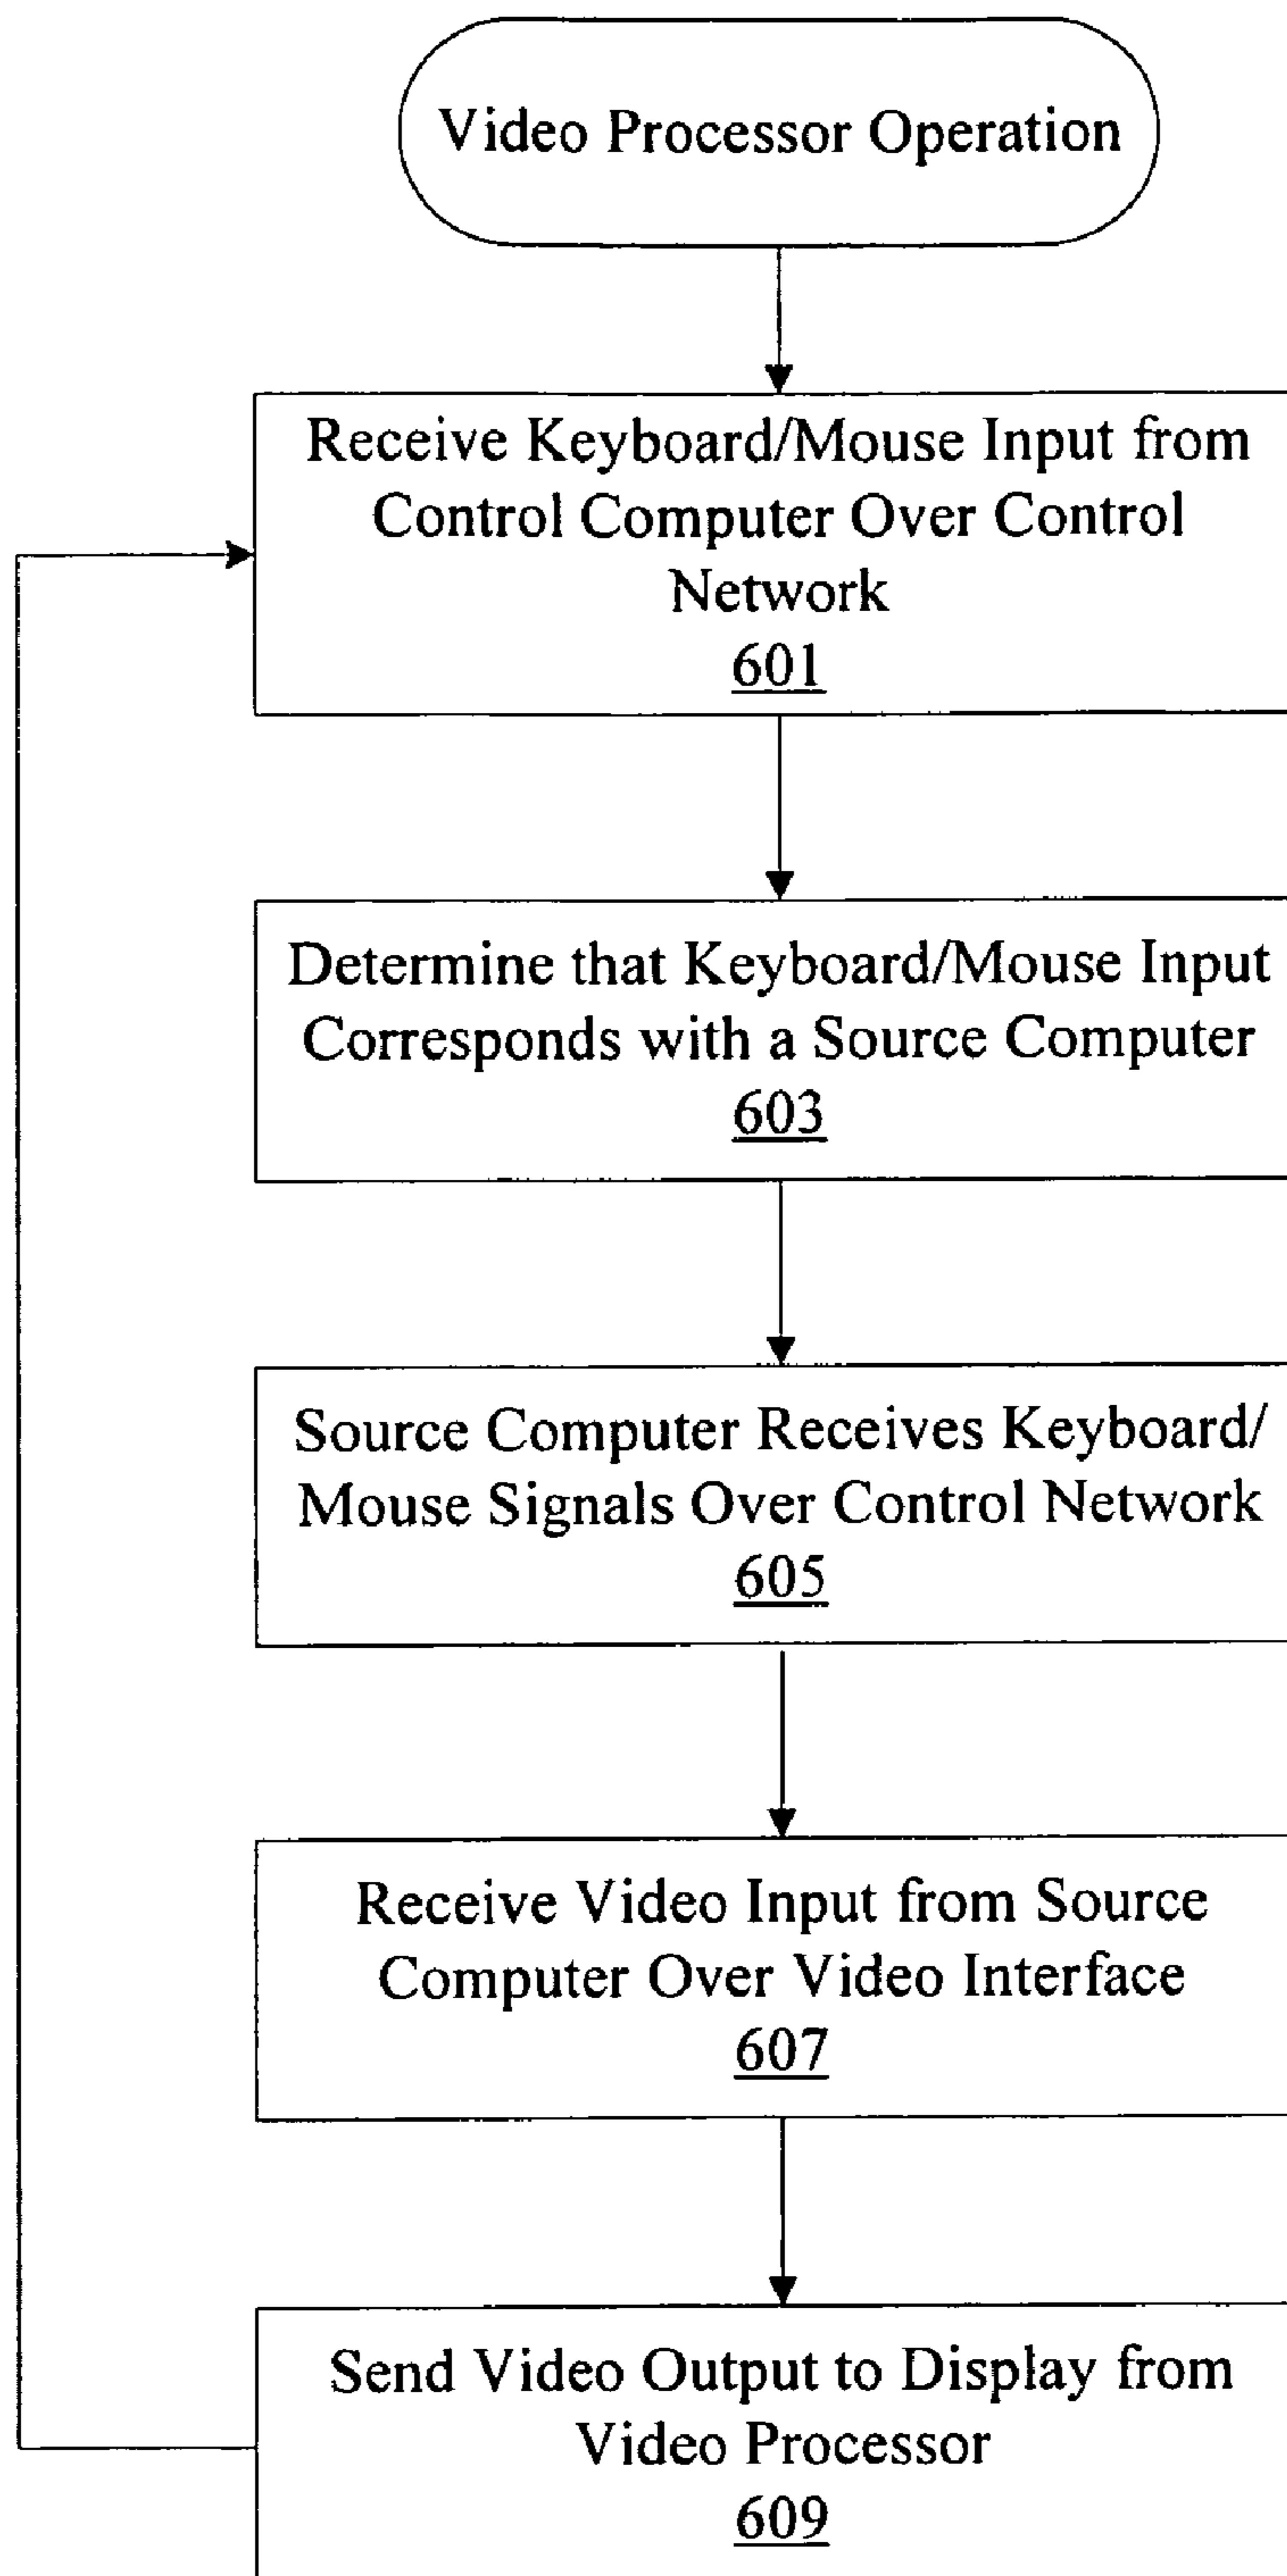 Video Processor Operation
Receive Keyboard/Mouse Input from
Control Computer Over Control
Network
601
Determine that Keyboard/Mouse Input
Corresponds with a Source Computer
603
Source Computer Receives Keyboard/
Mouse Signals Over Control Network
605
Receive Video Input from Source
Computer Over Video Interface
607
Send Video Output to Display from
Video Processor
609